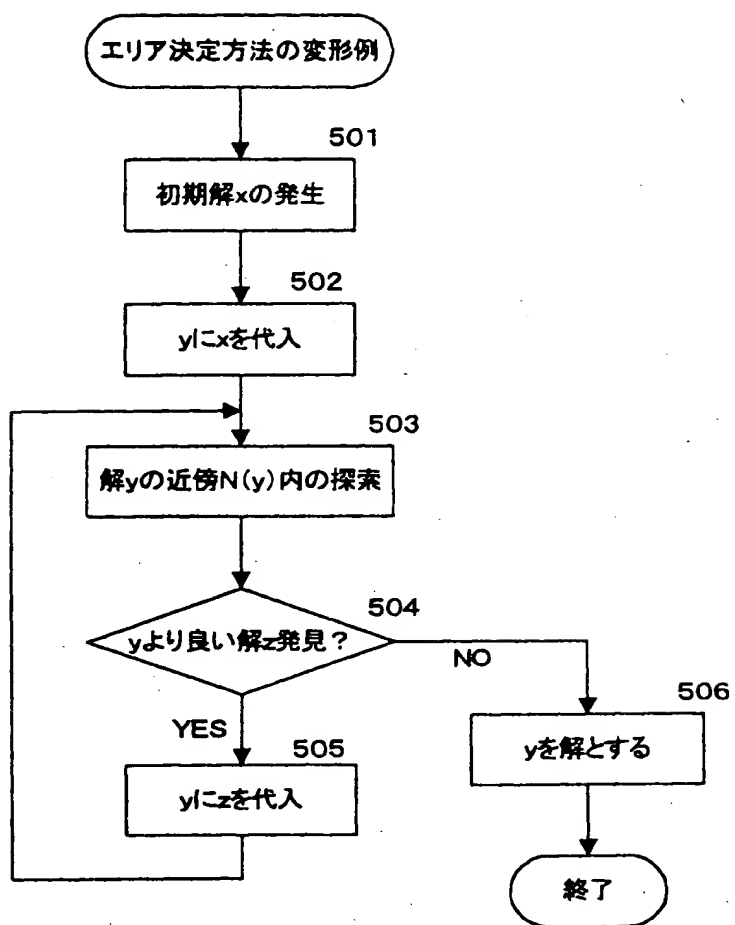 エリア決定方法の変形例
501
初期解xの発生
502
yにxを代入
503
解yの近傍N(y)内の探索
504
yより良い解z発見？
NO
YES
505
yにzを代入
506
yを解とする
終了